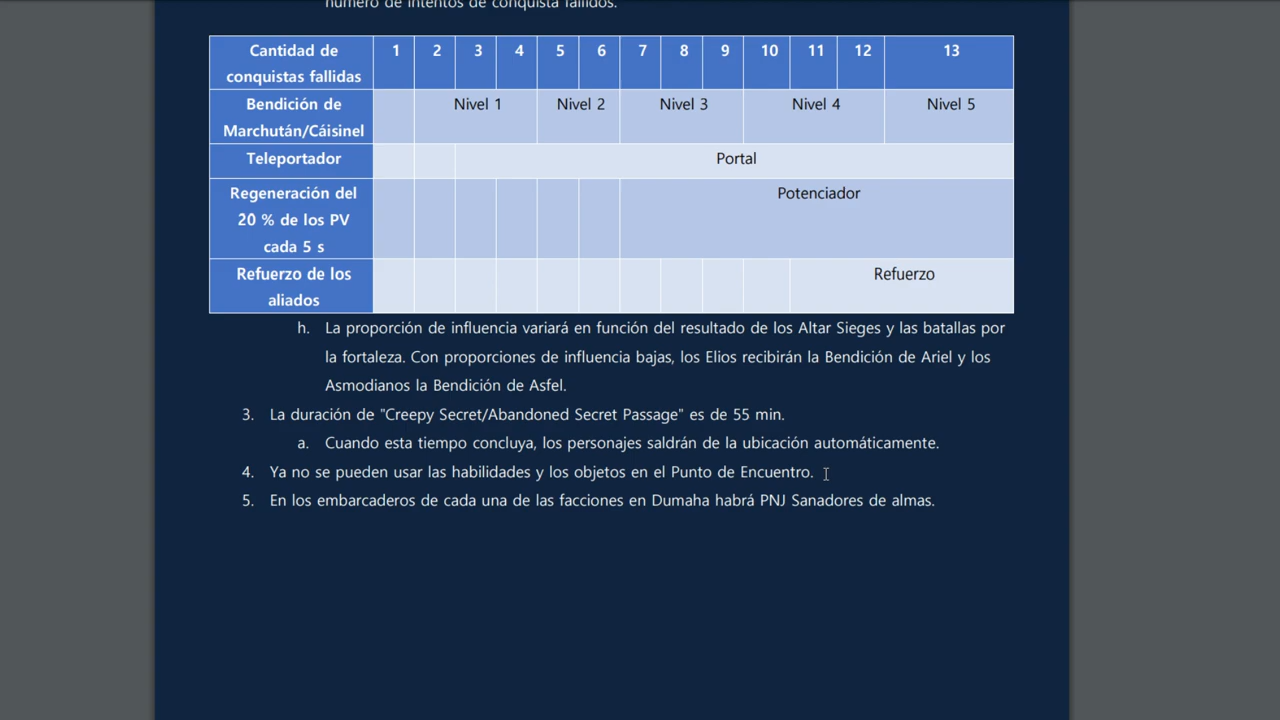 número de intentos de conquista fallidos.
Cantidad de conquistas fallidas 1 2 3 4 5 6 7 8 9 10 11 12 13
Bendición de Marchután/Cáisinel Nivel 1 Nivel 2 Nivel 3 Nivel 4 Nivel 5
Teleportador Portal
Regeneración del 20 % de los PV cada 5 s Potenciador
Refuerzo de los aliados Refuerzo
h. La proporción de influencia variará en función del resultado de los Altar Sieges y las batallas por
la fortaleza. Con proporciones de influencia bajas, los Elios recibirán la Bendición de Ariel y los
Asmodianos la Bendición de Asfel.
3. La duración de "Creepy Secret/Abandoned Secret Passage" es de 55 min.
a. Cuando esta tiempo concluya, los personajes saldrán de la ubicación automáticamente.
4. Ya no se pueden usar las habilidades y los objetos en el Punto de Encuentro.
5. En los embarcaderos de cada una de las facciones en Dumaha habrá PNJ Sanadores de almas.